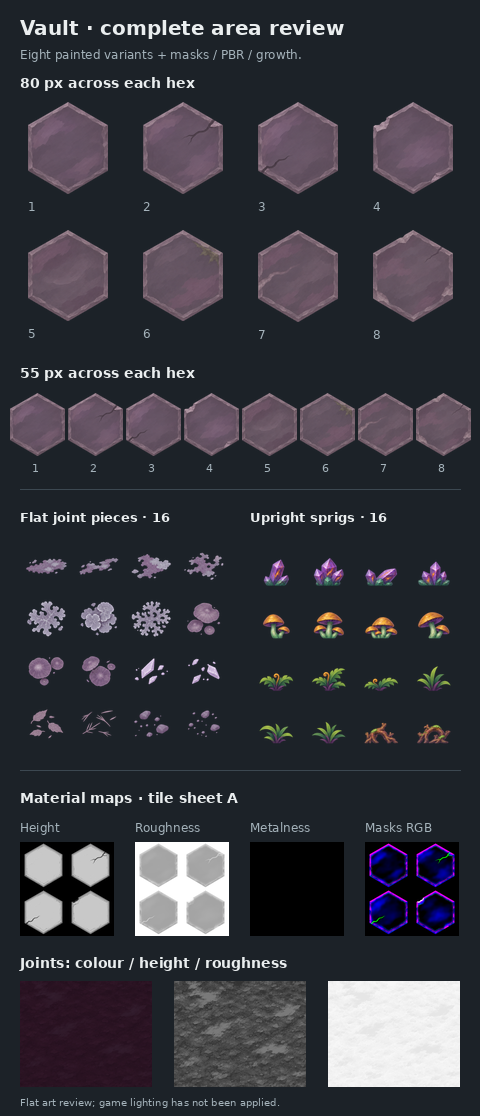 Vault · complete area review
Eight painted variants + masks / PBR / growth.
80 px across each hex
1 2 3 4
5 6 7 8
55 px across each hex
1 2 3 4 5 6 7 8
Flat joint pieces · 16
Upright sprigs · 16
Material maps · tile sheet A
Height Roughness Metalness Masks RGB
Joints: colour / height / roughness
Flat art review; game lighting has not been applied.